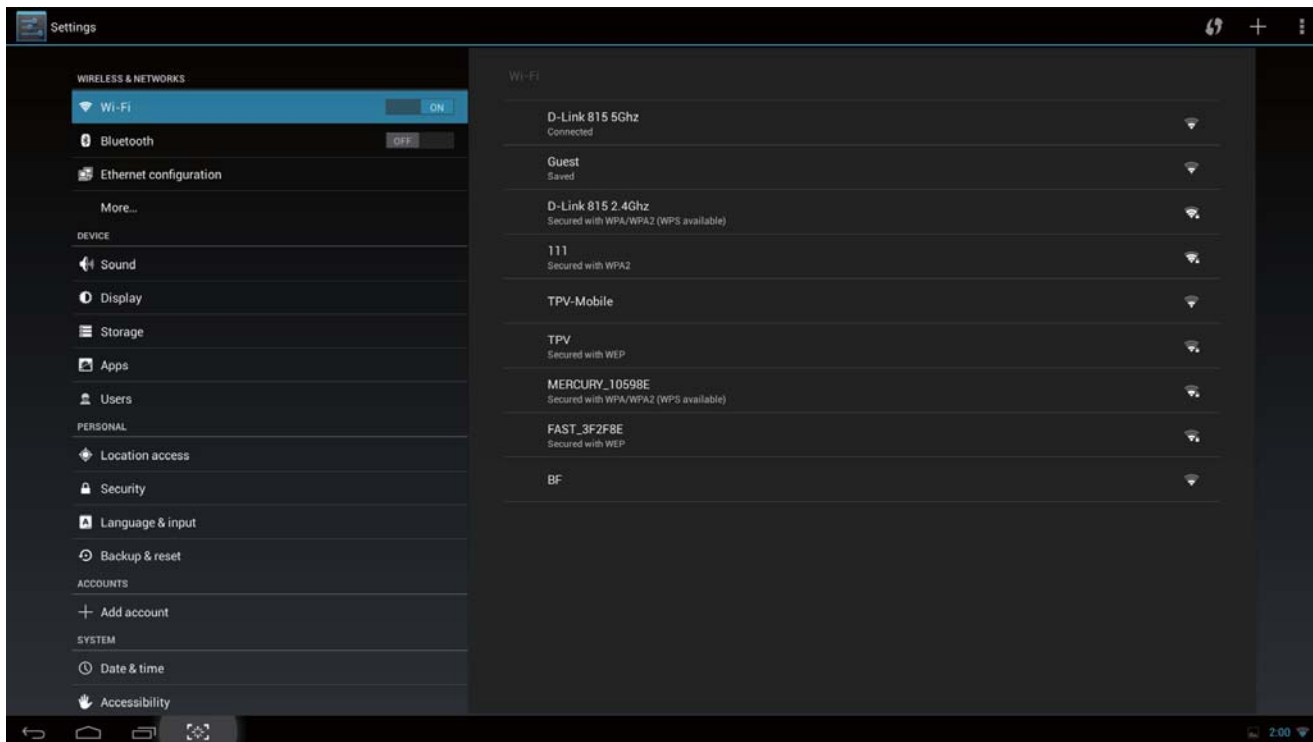 Settings
WIRELESS & NETWORKS
Wi-Fi
ON
Bluetooth
OFF
Ethernet configuration
More...
DEVICE
Sound
Display
Storage
Apps
Users
PERSONAL
Location access
Security
Language & input
Backup & reset
ACCOUNTS
Add account
SYSTEM
Date & time
Accessibility
Wi-Fi
D-Link 815 5Ghz
Connected
Guest
Saved
D-Link 815 2.4Ghz
Secured with WPA/WPA2 (WPS available)
111
Secured with WPA2
TPV-Mobile
TPV
Secured with WEP
MERCURY_10598E
Secured with WPA/WPA2 (WPS available)
FAST_3F2F8E
Secured with WEP
BF
2:00